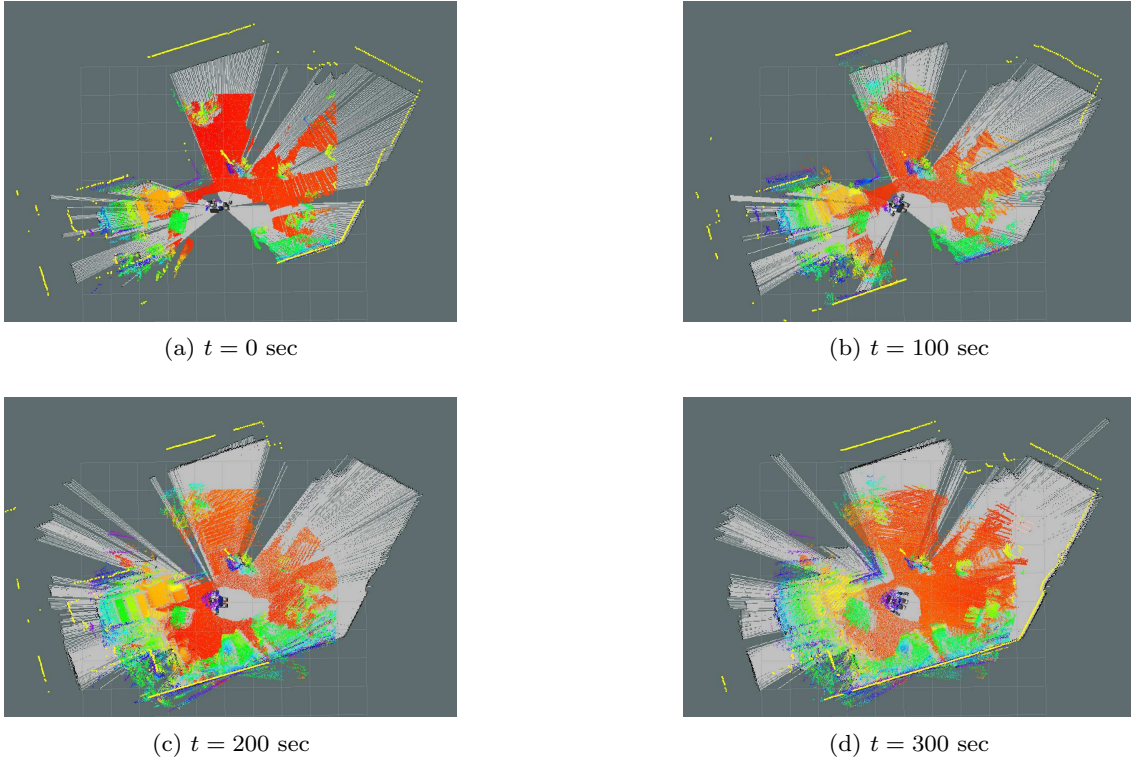 (a) t = 0 sec
(b) t = 100 sec
(c) t = 200 sec
(d) t = 300 sec